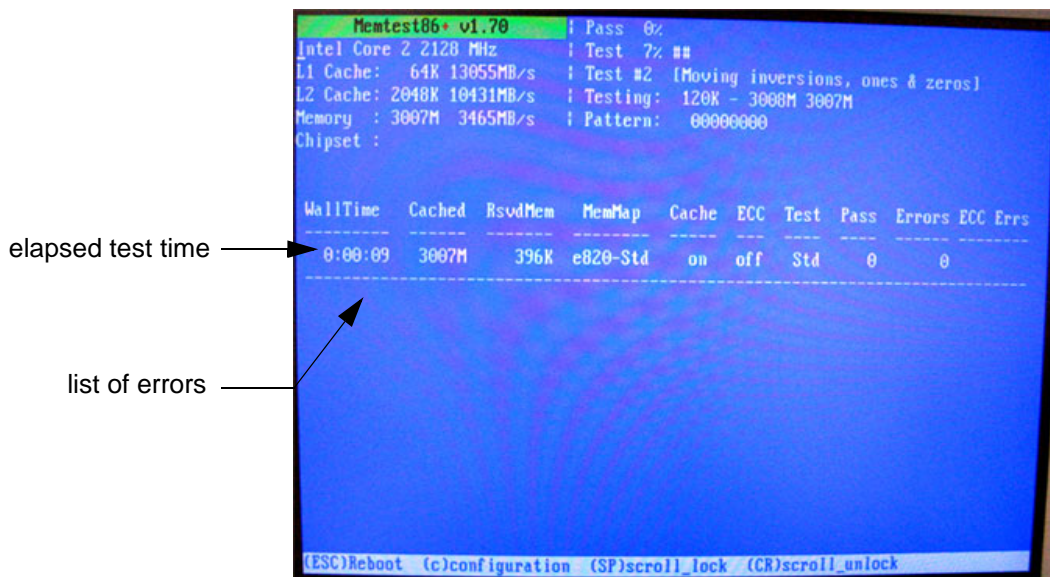 Memtest86+ v1.70 | Pass 0%
Intel Core 2 2128 MHz | Test 7% ##
L1 Cache: 64K 13055MB/s | Test #2 [Moving inversions, ones & zeros]
L2 Cache: 2048K 10431MB/s | Testing: 120K - 3008M 3007M
Memory : 3007M 3465MB/s | Pattern: 00000000
Chipset :
WallTime Cached RsvdMem MemMap Cache ECC Test Pass Errors ECC Errs
elapsed test time
0:00:09 3007M 396K e820-Std on off Std 0 0
list of errors
(ESC)Reboot (c)configuration (SP)scroll_lock (CR)scroll_unlock